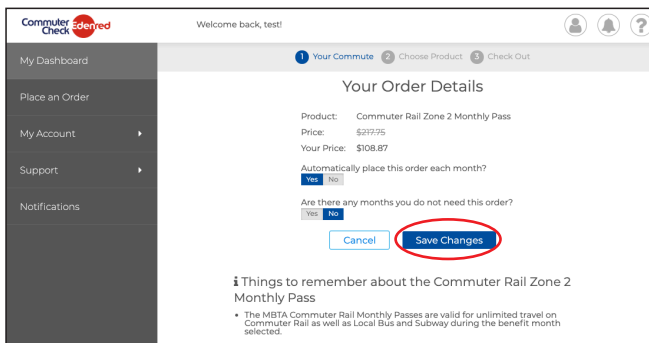 Commuter
Check Edenred
Welcome back, test!
?
My Dashboard
Place an Order
My Account
Support
Notifications
1 Your Commute 2 Choose Product 3 Check Out
Your Order Details
Product: Commuter Rail Zone 2 Monthly Pass
Price: $217.75
Your Price: $108.87
Automatically place this order each month?
Yes No
Are there any months you do not need this order?
Yes No
Cancel Save Changes
i Things to remember about the Commuter Rail Zone 2
Monthly Pass
• The MBTA Commuter Rail Monthly Passes are valid for unlimited travel on
Commuter Rail as well as Local Bus and Subway during the benefit month
selected.